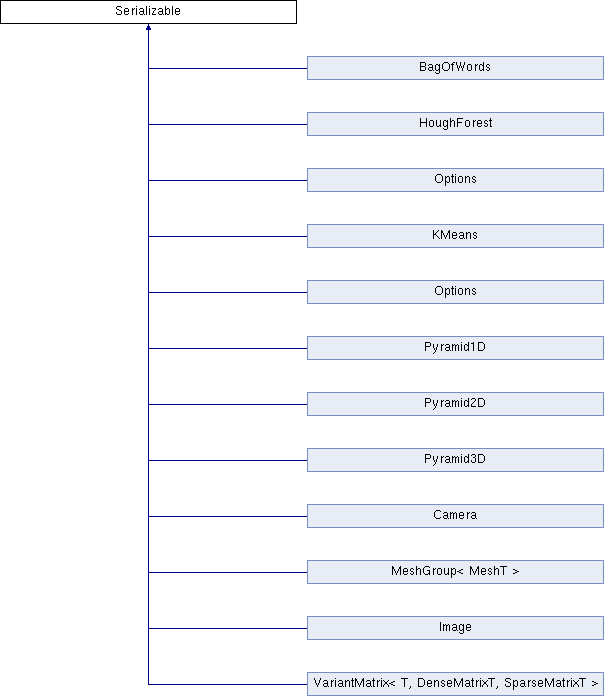 Serializable
BagOfWords
HoughForest
Options
KMeans
Options
Pyramid1D
Pyramid2D
Pyramid3D
Camera
MeshGroup< MeshT >
Image
VariantMatrix< T, DenseMatrixT, SparseMatrixT >